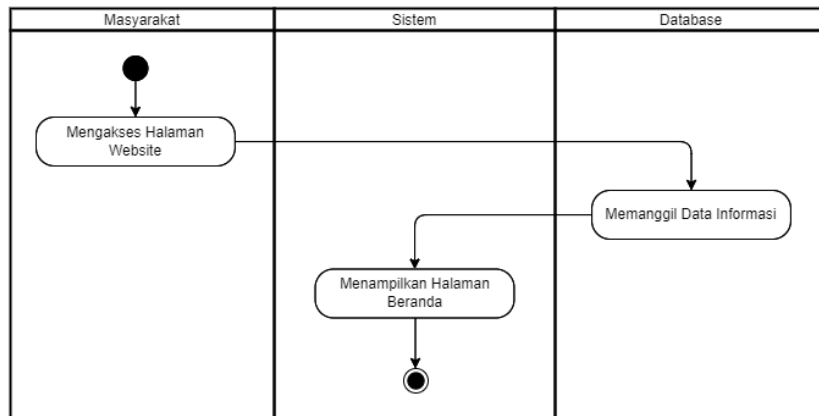 Masyarakat
Sistem
Database
Mengakses Halaman
Website
Memanggil Data Informasi
Menampilkan Halaman
Beranda